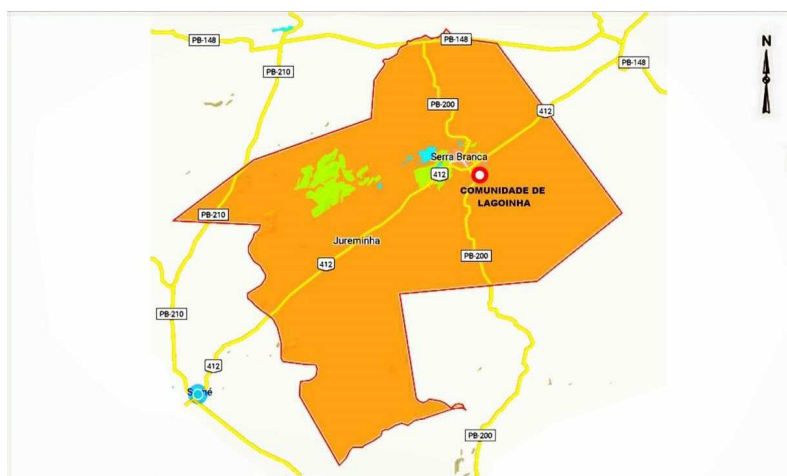 PB-148
PB-148
N
PB-148
PB-210
PB-200
412
Serra Branca
412
COMUNIDADE DE
LAGOINHA
PB-210
Jureminha
PB-200
412
PB-210
412
PB-200